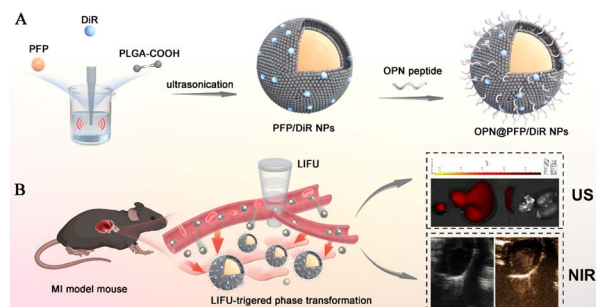 A
DiR
PFP
PLGA-COOH
ultrasonication
PFP/DiR NPs
OPN peptide
OPN@PFP/DiR NPs
B
LIFU
MI model mouse
LIFU-trigered phase transformation
US
NIR